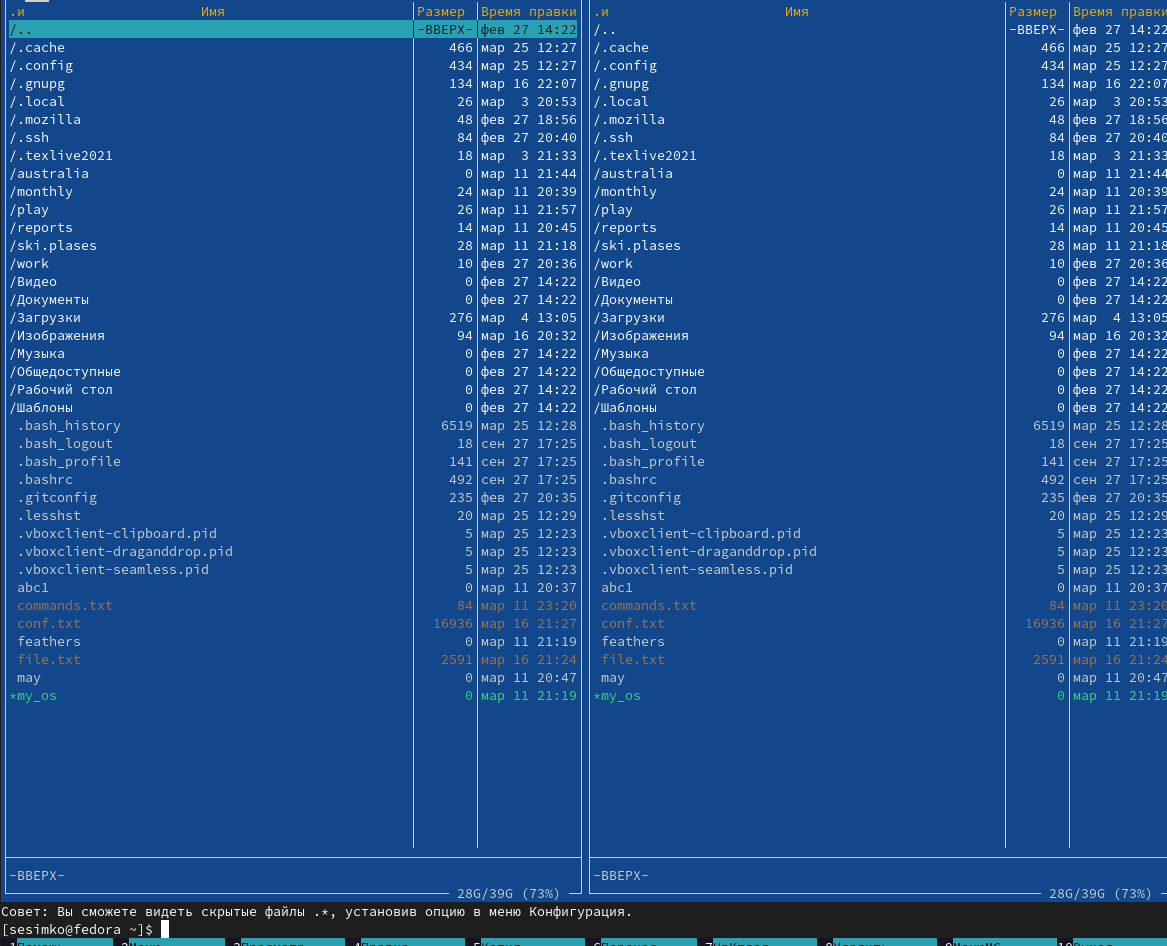 .и Имя Размер Время правки .и Имя Размер Время правки
/.. -ВВЕРХ- фев 27 14:22 /.. -ВВЕРХ- фев 27 14:22
/.cache 466 мар 25 12:27 /.cache 466 мар 25 12:27
/.config 434 мар 25 12:27 /.config 434 мар 25 12:27
/.gnupg 134 мар 16 22:07 /.gnupg 134 мар 16 22:07
/.local 26 мар 3 20:53 /.local 26 мар 3 20:53
/.mozilla 48 фев 27 18:56 /.mozilla 48 фев 27 18:56
/.ssh 84 фев 27 20:40 /.ssh 84 фев 27 20:40
/.texlive2021 18 мар 3 21:33 /.texlive2021 18 мар 3 21:33
/australia 0 мар 11 21:44 /australia 0 мар 11 21:44
/monthly 24 мар 11 20:39 /monthly 24 мар 11 20:39
/play 26 мар 11 21:57 /play 26 мар 11 21:57
/reports 14 мар 11 20:45 /reports 14 мар 11 20:45
/ski.plases 28 мар 11 21:18 /ski.plases 28 мар 11 21:18
/work 10 фев 27 20:36 /work 10 фев 27 20:36
/Видео 0 фев 27 14:22 /Видео 0 фев 27 14:22
/Документы 0 фев 27 14:22 /Документы 0 фев 27 14:22
/Загрузки 276 мар 4 13:05 /Загрузки 276 мар 4 13:05
/Изображения 94 мар 16 20:32 /Изображения 94 мар 16 20:32
/Музыка 0 фев 27 14:22 /Музыка 0 фев 27 14:22
/Общедоступные 0 фев 27 14:22 /Общедоступные 0 фев 27 14:22
/Рабочий стол 0 фев 27 14:22 /Рабочий стол 0 фев 27 14:22
/Шаблоны 0 фев 27 14:22 /Шаблоны 0 фев 27 14:22
.bash_history 6519 мар 25 12:28 .bash_history 6519 мар 25 12:28
.bash_logout 18 сен 27 17:25 .bash_logout 18 сен 27 17:25
.bash_profile 141 сен 27 17:25 .bash_profile 141 сен 27 17:25
.bashrc 492 сен 27 17:25 .bashrc 492 сен 27 17:25
.gitconfig 235 фев 27 20:35 .gitconfig 235 фев 27 20:35
.lesshst 20 мар 25 12:29 .lesshst 20 мар 25 12:29
.vboxclient-clipboard.pid 5 мар 25 12:23 .vboxclient-clipboard.pid 5 мар 25 12:23
.vboxclient-draganddrop.pid 5 мар 25 12:23 .vboxclient-draganddrop.pid 5 мар 25 12:23
.vboxclient-seamless.pid 5 мар 25 12:23 .vboxclient-seamless.pid 5 мар 25 12:23
abc1 0 мар 11 20:37 abc1 0 мар 11 20:37
commands.txt 84 мар 11 23:20 commands.txt 84 мар 11 23:20
conf.txt 16936 мар 16 21:27 conf.txt 16936 мар 16 21:27
feathers 0 мар 11 21:19 feathers 0 мар 11 21:19
file.txt 2591 мар 16 21:24 file.txt 2591 мар 16 21:24
may 0 мар 11 20:47 may 0 мар 11 20:47
*my_os 0 мар 11 21:19 *my_os 0 мар 11 21:19
-ВВЕРХ- -ВВЕРХ-
28G/39G (73%) 28G/39G (73%)
Совет: Вы сможете видеть скрытые файлы .*, установив опцию в меню Конфигурация.
[sesimko@fedora ~]$